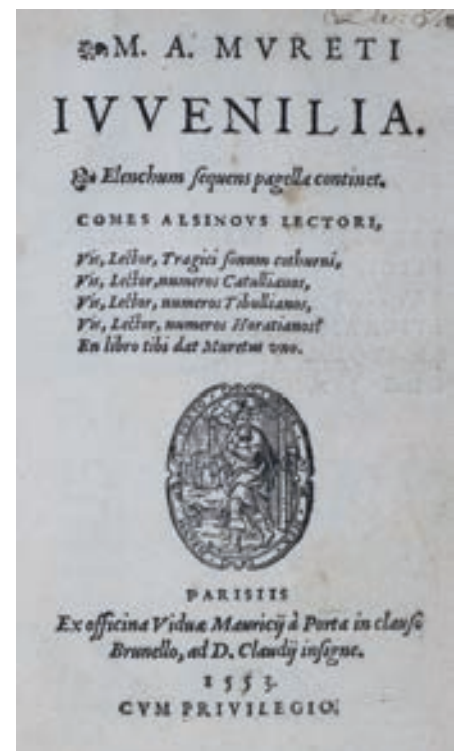 M. A. MVRETI
IVVENILIA.
Elenchum sequens pagella continet.
COMES ALSINOVS LECTORI,
Vis, Lector, Tragici sonum cothurni,
Vis, Lector, numeros Catullianos,
Vis, Lector, numeros Tibullianos,
Vis, Lector, numeros Horatianos?
En libro tibi dat Muretus vno.
PARISIIS
Ex officina Viduæ Mauricij à Porta in clauso
Brunello, ad D. Claudij insigne.
1553.
CVM PRIVILEGIO.